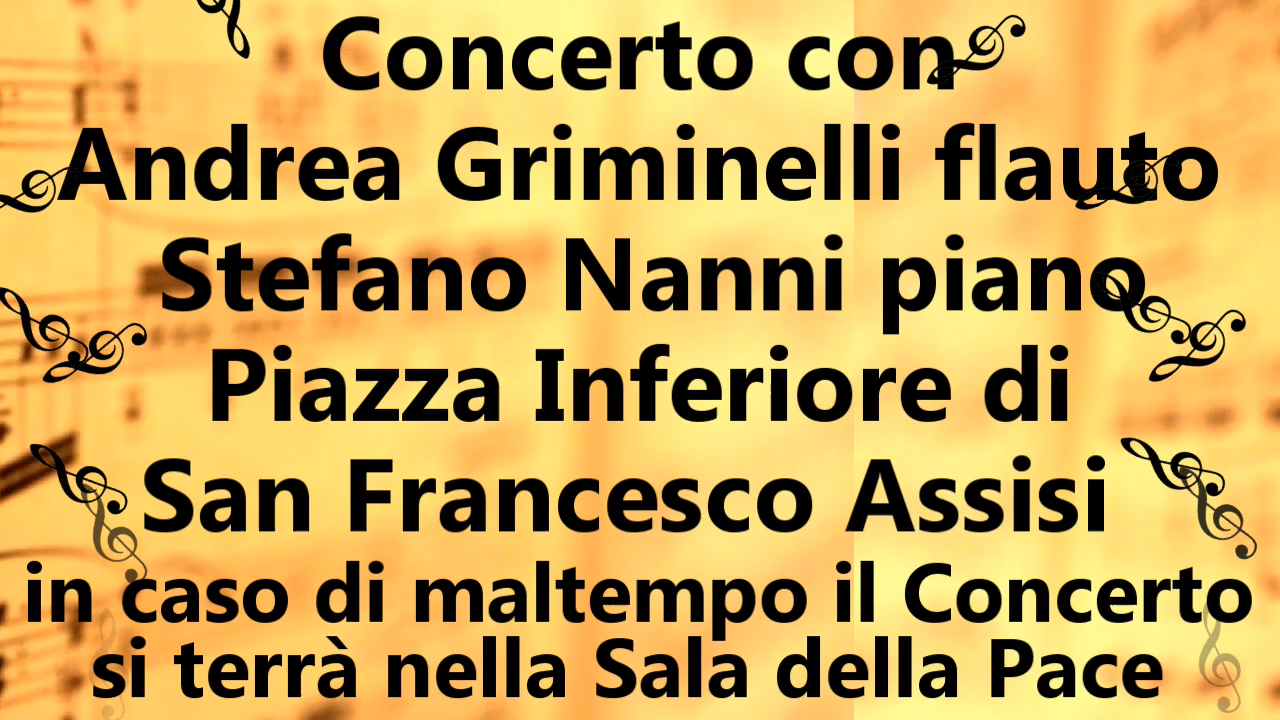 Concerto con
Andrea Griminelli flauto
Stefano Nanni piano
Piazza Inferiore di
San Francesco Assisi
in caso di maltempo il Concerto
si terrà nella Sala della Pace